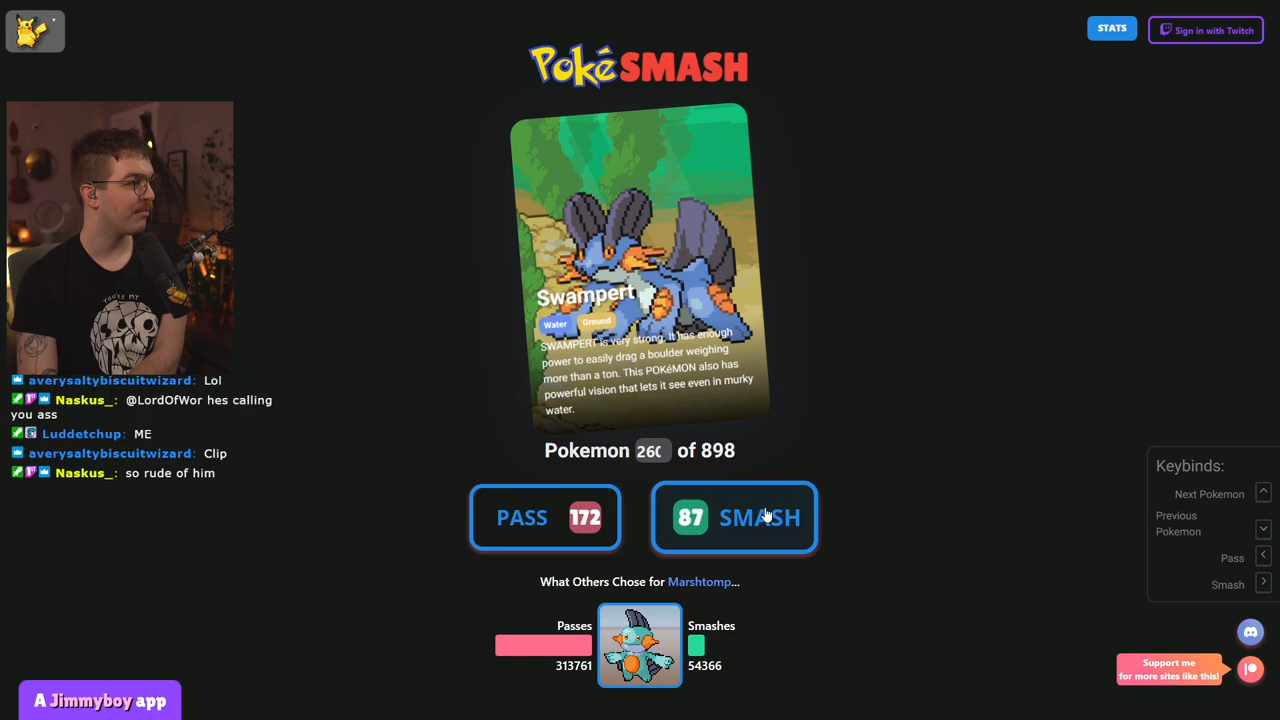 STATS
Sign in with Twitch
PokéSMASH
YOU'RE MY
Swampert
Water Ground
SWAMPERT is very strong. It has enough
power to easily drag a boulder weighing
more than a ton. This POKéMON also has
powerful vision that lets it see even in murky
water.
averysaltybiscuitwizard: Lol
Naskus_: @LordOfWor hes calling
you ass
Luddetchup: ME
averysaltybiscuitwizard: Clip
Naskus_: so rude of him
Pokemon 260 of 898
PASS 172
87 SMASH
Keybinds:
Next Pokemon
Previous
Pokemon
Pass
Smash
What Others Chose for Marshtomp...
Passes
313761
Smashes
54366
Support me
for more sites like this!
A Jimmyboy app